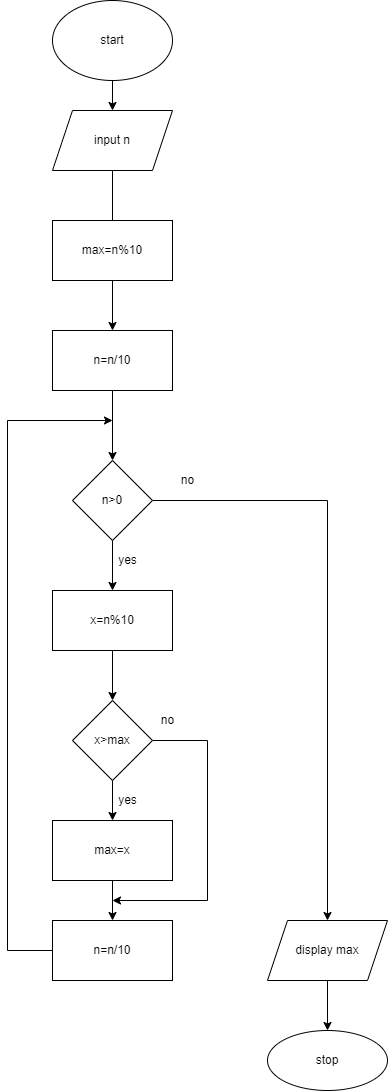 start
input n
max=n%10
n=n/10
n>0
no
yes
x=n%10
x>max
no
yes
max=x
n=n/10
display max
stop